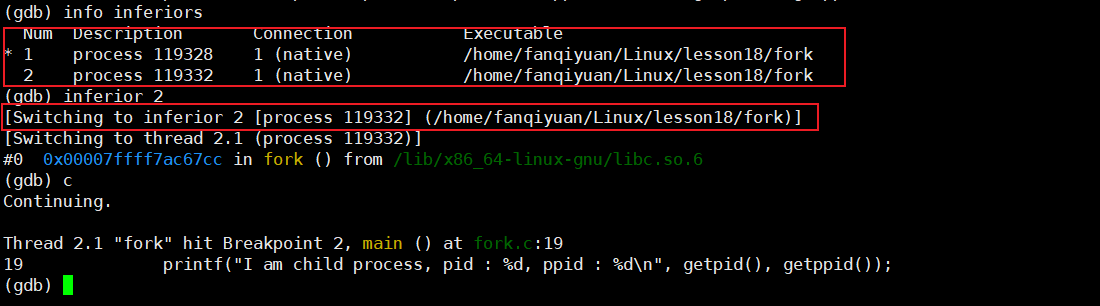 (gdb) info inferiors
  Num  Description       Connection           Executable
* 1    process 119328    1 (native)           /home/fanqiyuan/Linux/lesson18/fork
  2    process 119332    1 (native)           /home/fanqiyuan/Linux/lesson18/fork
(gdb) inferior 2
[Switching to inferior 2 [process 119332] (/home/fanqiyuan/Linux/lesson18/fork)]
[Switching to thread 2.1 (process 119332)]
#0  0x00007ffff7ac67cc in fork () from /lib/x86_64-linux-gnu/libc.so.6
(gdb) c
Continuing.
Thread 2.1 "fork" hit Breakpoint 2, main () at fork.c:19
19              printf("I am child process, pid : %d, ppid : %d\n", getpid(), getppid());
(gdb)